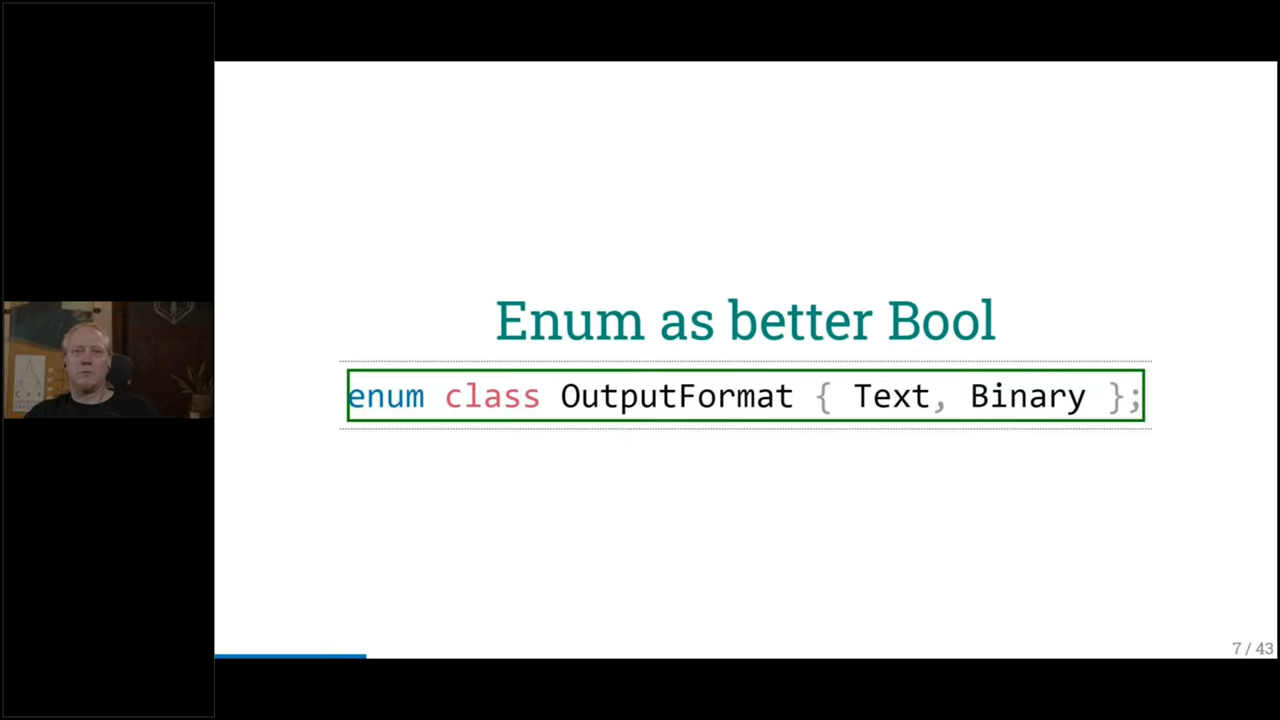 Enum as better Bool
enum class OutputFormat { Text, Binary };
7 / 43
C++